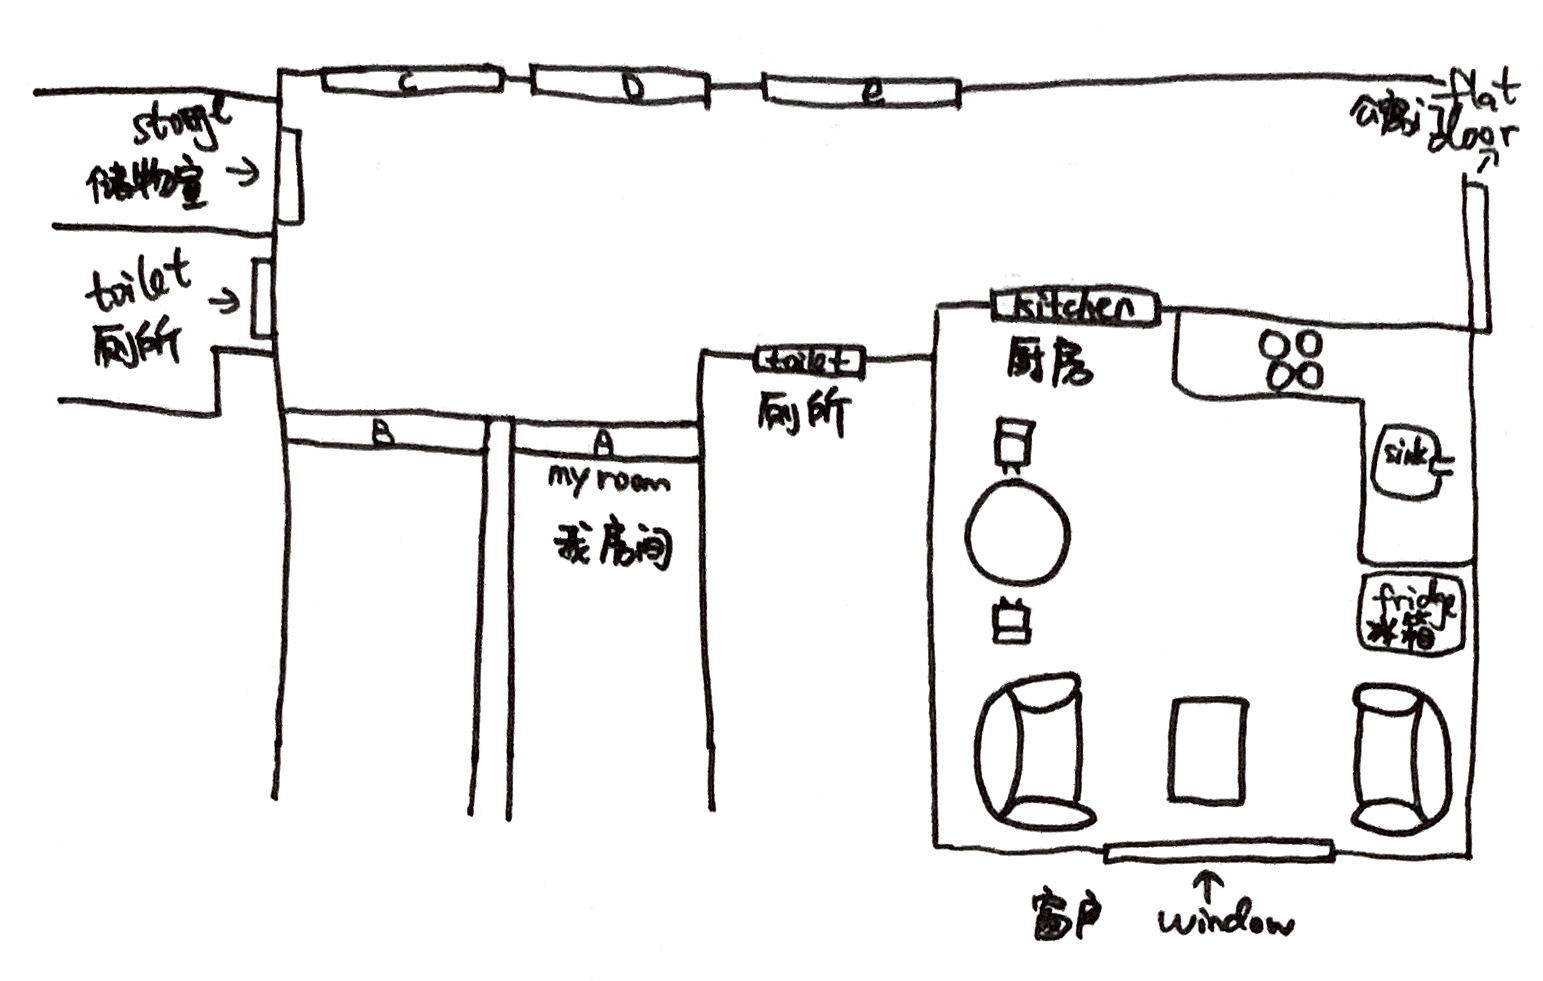 C
D
e
flat
door
公寓门
storge
储物室
toilet
厕所
kitchen
厨房
toilet
厕所
B
A
my room
我房间
sink
fridge
冰箱
窗户
window